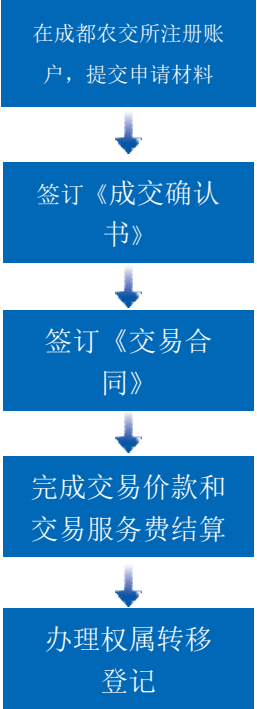 在成都农交所注册账
户，提交申请材料
签订《成交确认
书》
签订《交易合
同》
完成交易价款和
交易服务费结算
办理权属转移
登记